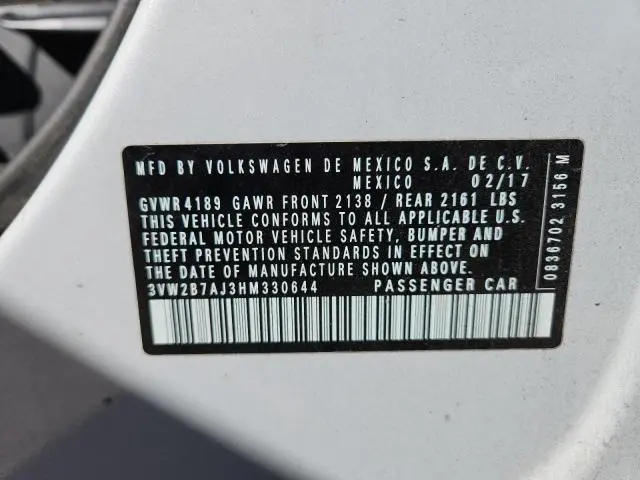 MFD BY VOLKSWAGEN DE MEXICO S.A. DE C.V.
MEXICO 02/17
GVWR 4189 GAWR FRONT 2138 / REAR 2161 LBS
THIS VEHICLE CONFORMS TO ALL APPLICABLE U.S.
FEDERAL MOTOR VEHICLE SAFETY, BUMPER AND
THEFT PREVENTION STANDARDS IN EFFECT ON
THE DATE OF MANUFACTURE SHOWN ABOVE.
3VW2B7AJ3HM330644 PASSENGER CAR
0836702 3156 M